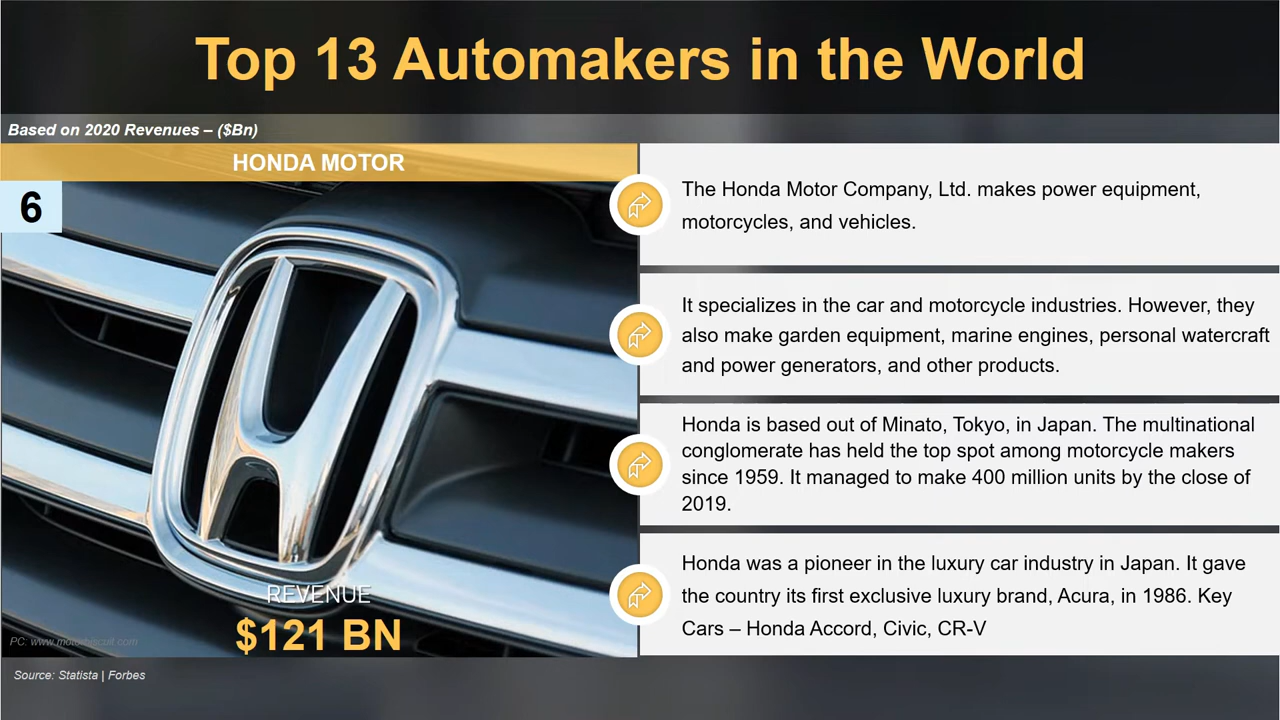 Top 13 Automakers in the World
Based on 2020 Revenues – ($Bn)
HONDA MOTOR
6
REVENUE
$121 BN
PC: www.motorbiscuit.com
The Honda Motor Company, Ltd. makes power equipment,
motorcycles, and vehicles.
It specializes in the car and motorcycle industries. However, they
also make garden equipment, marine engines, personal watercraft
and power generators, and other products.
Honda is based out of Minato, Tokyo, in Japan. The multinational
conglomerate has held the top spot among motorcycle makers
since 1959. It managed to make 400 million units by the close of
2019.
Honda was a pioneer in the luxury car industry in Japan. It gave
the country its first exclusive luxury brand, Acura, in 1986. Key
Cars – Honda Accord, Civic, CR-V
Source: Statista | Forbes